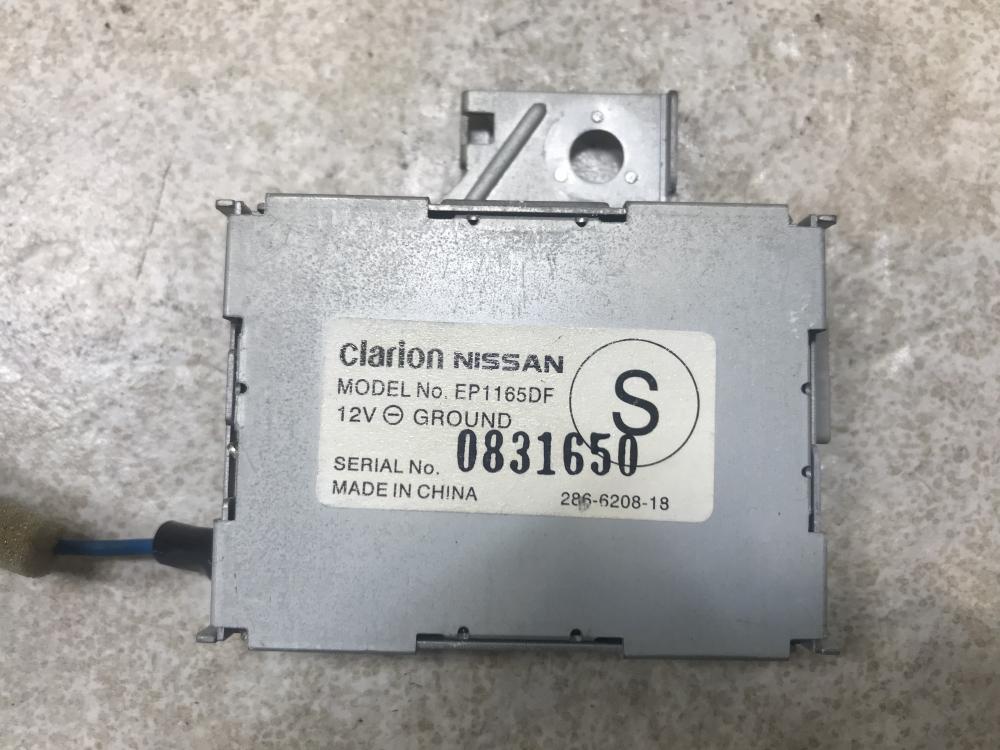 clarion NISSAN
MODEL No. EP1165DF
12V ⊖ GROUND
S
SERIAL No. 0831650
MADE IN CHINA
286-6208-18